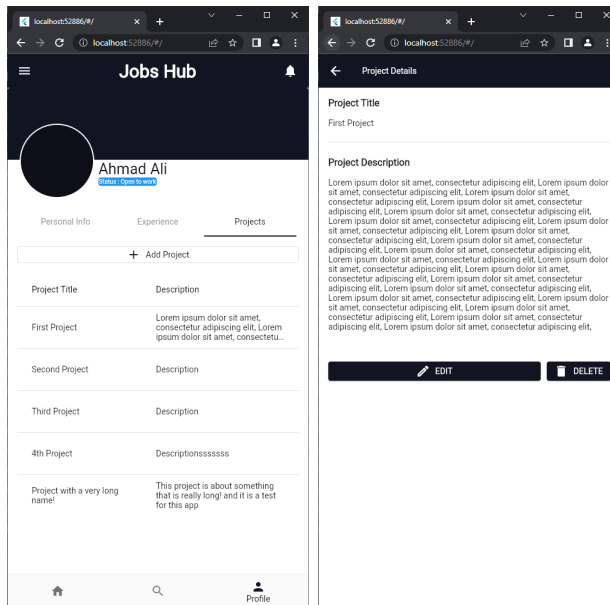 localhost:52886/#/
localhost:52886/#/
Jobs Hub
Ahmad Ali
Status : Open to work
Personal Info Experience Projects
+ Add Project
Project Title Description
First Project
Lorem ipsum dolor sit amet,
consectetur adipiscing elit, Lorem
ipsum dolor sit amet, consectetu...
Second Project Description
Third Project Description
4th Project Descriptionsssssss
Project with a very long
name!
This project is about something
that is really long! and it is a test
for this app
Profile
localhost:52886/#/
localhost:52886/#/
Project Details
Project Title
First Project
Project Description
Lorem ipsum dolor sit amet, consectetur adipiscing elit, Lorem ipsum dolor
sit amet, consectetur adipiscing elit, Lorem ipsum dolor sit amet,
consectetur adipiscing elit, Lorem ipsum dolor sit amet, consectetur
adipiscing elit, Lorem ipsum dolor sit amet, consectetur adipiscing elit,
Lorem ipsum dolor sit amet, consectetur adipiscing elit, Lorem ipsum dolor
sit amet, consectetur adipiscing elit, Lorem ipsum dolor sit amet,
consectetur adipiscing elit, Lorem ipsum dolor sit amet, consectetur
adipiscing elit, Lorem ipsum dolor sit amet, consectetur adipiscing elit,
Lorem ipsum dolor sit amet, consectetur adipiscing elit, Lorem ipsum dolor
sit amet, consectetur adipiscing elit, Lorem ipsum dolor sit amet,
consectetur adipiscing elit, Lorem ipsum dolor sit amet, consectetur
adipiscing elit, Lorem ipsum dolor sit amet, consectetur adipiscing elit,
Lorem ipsum dolor sit amet, consectetur adipiscing elit, Lorem ipsum dolor
sit amet, consectetur adipiscing elit, Lorem ipsum dolor sit amet,
consectetur adipiscing elit, Lorem ipsum dolor sit amet, consectetur
adipiscing elit, Lorem ipsum dolor sit amet, consectetur adipiscing elit,
EDIT DELETE